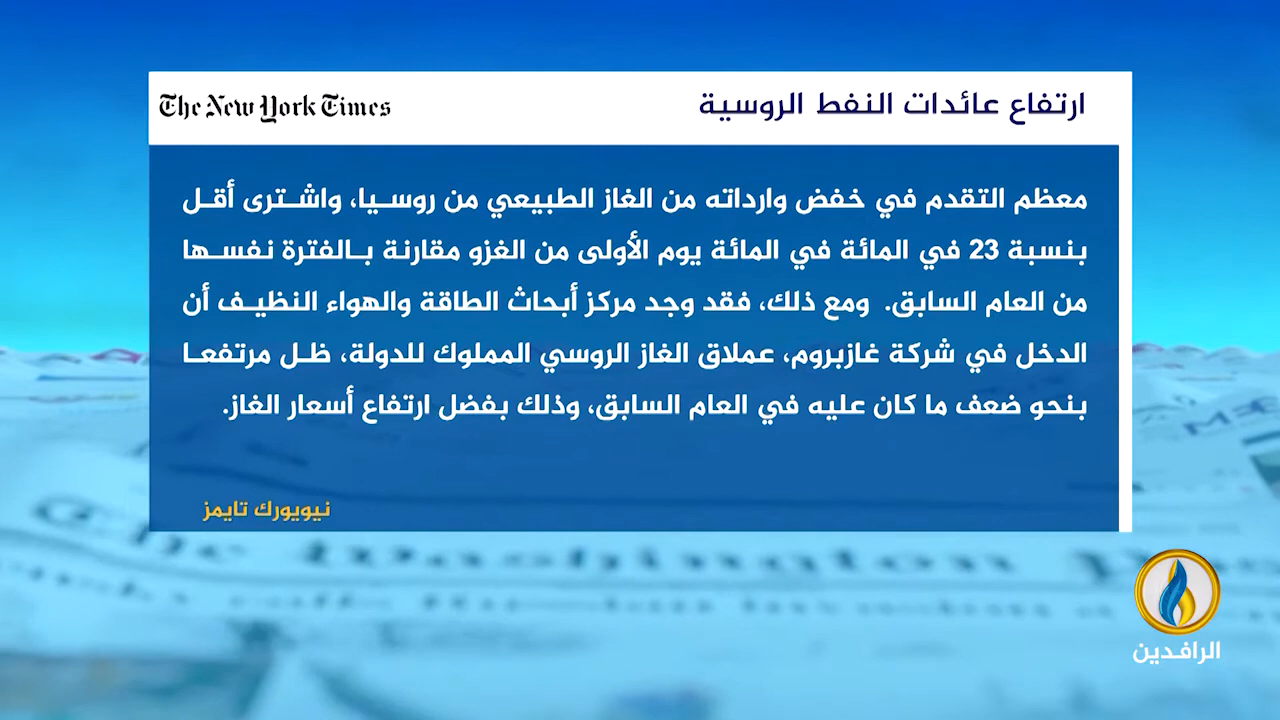 The New York Times
ارتفاع عائدات النفط الروسية
معظم التقدم في خفض وارداته من الغاز الطبيعي من روسيا، واشترى أقل
بنسبة 23 في المائة في المائة يوم الأولى من الغزو مقارنة بالفترة نفسها
من العام السابق. ومع ذلك، فقد وجد مركز أبحاث الطاقة والهواء النظيف أن
الدخل في شركة غازبروم، عملاق الغاز الروسي المملوك للدولة، ظل مرتفعا
بنحو ضعف ما كان عليه في العام السابق، وذلك بفضل ارتفاع أسعار الغاز.
نيويورك تايمز
The Washington
الرافدين